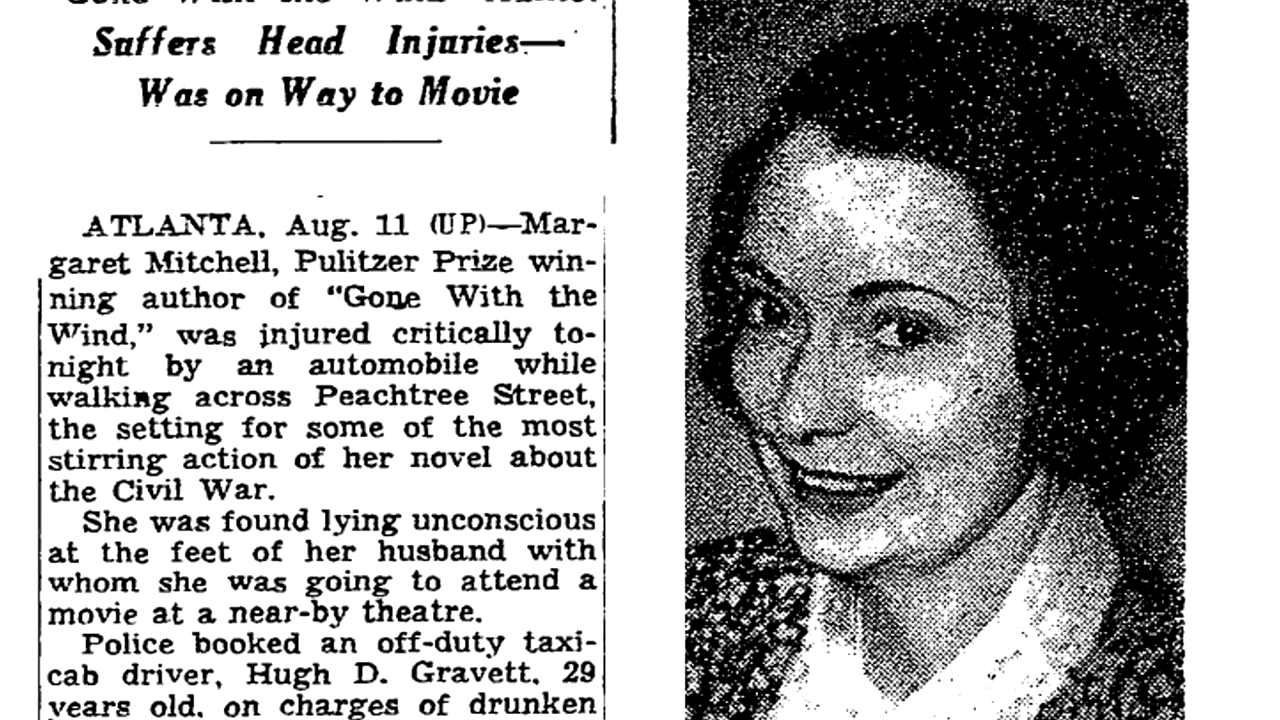 Suffers Head Injuries—
Was on Way to Movie
ATLANTA, Aug. 11 (UP)—Mar-
garet Mitchell, Pulitzer Prize win-
ning author of "Gone With the
Wind," was injured critically to-
night by an automobile while
walking across Peachtree Street,
the setting for some of the most
stirring action of her novel about
the Civil War.
She was found lying unconscious
at the feet of her husband with
whom she was going to attend a
movie at a near-by theatre.
Police booked an off-duty taxi-
cab driver, Hugh D. Gravett, 29
years old, on charges of drunken